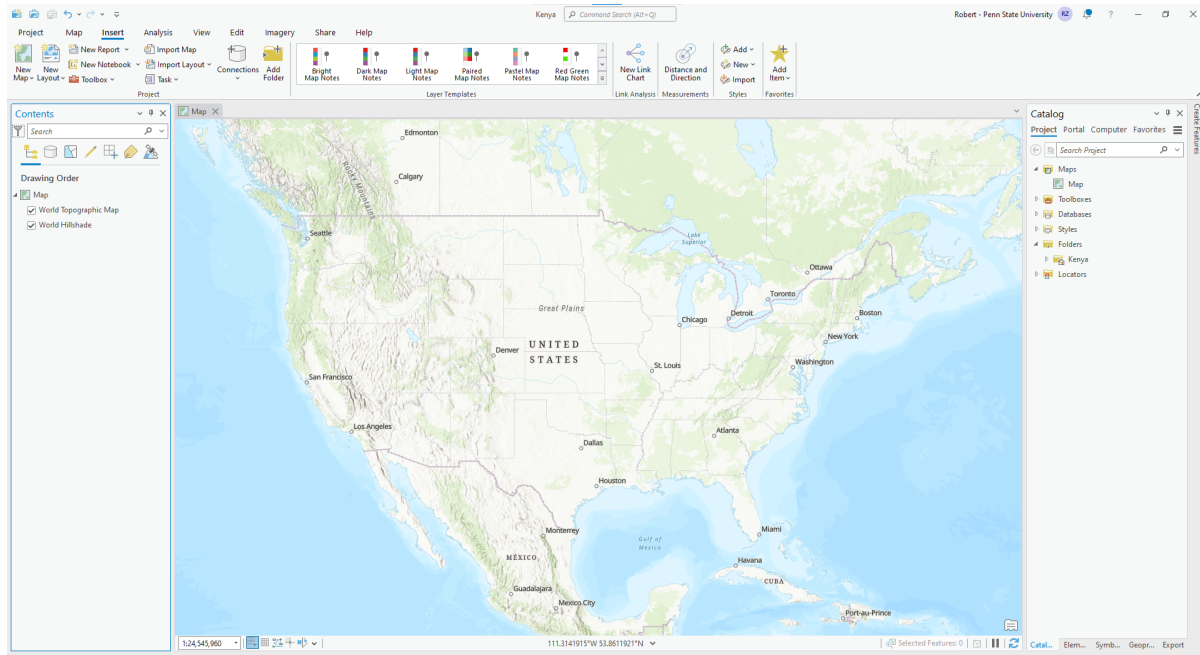 Kenya
Command Search (Alt+Q)
Robert - Penn State University
RZ
?
Project Map Insert Analysis View Edit Imagery Share Help
New Map
New Layout
New Report
New Notebook
Toolbox
Import Map
Import Layout
Task
Connections
Add Folder
Project
Bright Map Notes
Dark Map Notes
Light Map Notes
Paired Map Notes
Pastel Map Notes
Red Green Map Notes
Layer Templates
New Link Chart
Link Analysis
Distance and Direction
Measurements
Add
New
Import
Styles
Add Item
Favorites
Contents
Search
Drawing Order
Map
World Topographic Map
World Hillshade
Map
Edmonton
Calgary
Rocky Mountains
Seattle
Lake Superior
Ottawa
Toronto
Great Plains
Chicago
Detroit
Boston
New York
UNITED STATES
Denver
St. Louis
Washington
San Francisco
Los Angeles
Atlanta
Dallas
Houston
Monterrey
Gulf of Mexico
Miami
MÉXICO
Havana
CUBA
Guadalajara
Mexico City
Port-au-Prince
1:24,545,960
111.3141915°W 53.8611921°N
Selected Features: 0
Catalog
Project Portal Computer Favorites
Search Project
Maps
Map
Toolboxes
Databases
Styles
Folders
Kenya
Locators
Catal... Elem... Symb... Geopr... Export
Create Features